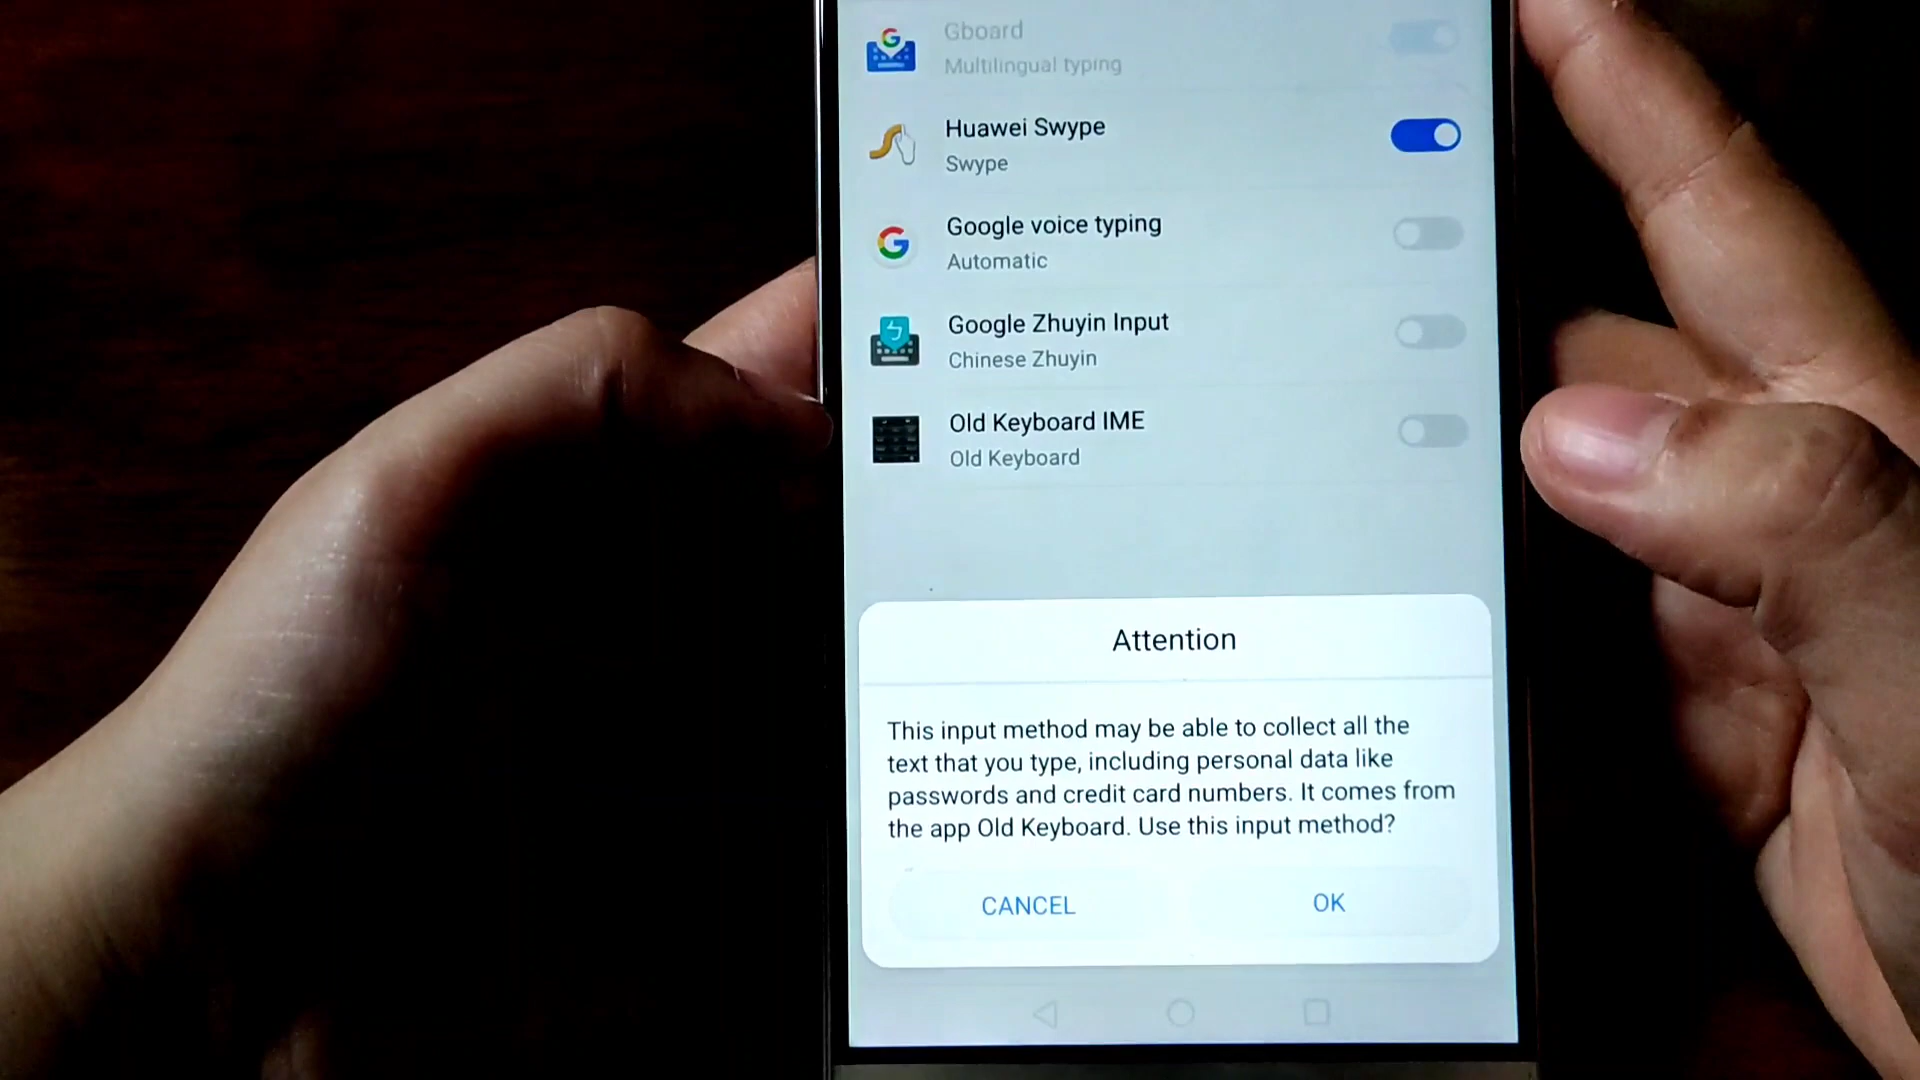 Gboard
Multilingual typing
Huawei Swype
Swype
Google voice typing
Automatic
Google Zhuyin Input
Chinese Zhuyin
Old Keyboard IME
Old Keyboard
Attention
This input method may be able to collect all the
text that you type, including personal data like
passwords and credit card numbers. It comes from
the app Old Keyboard. Use this input method?
CANCEL OK